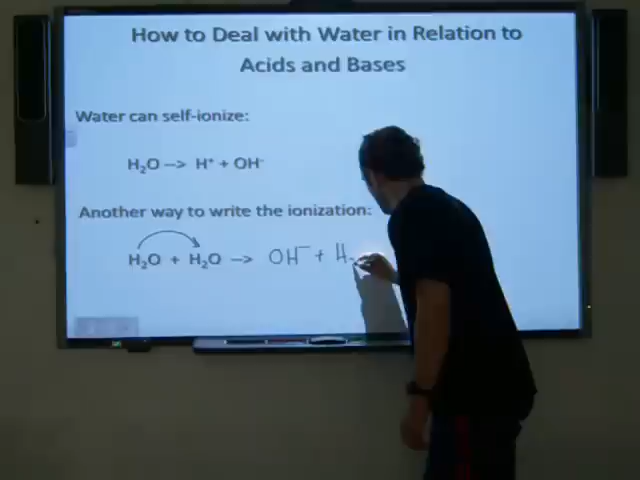 How to Deal with Water in Relation to
Acids and Bases
Water can self-ionize:
H₂O –> H⁺ + OH⁻
Another way to write the ionization:
H₂O + H₂O –> OH⁻ + H